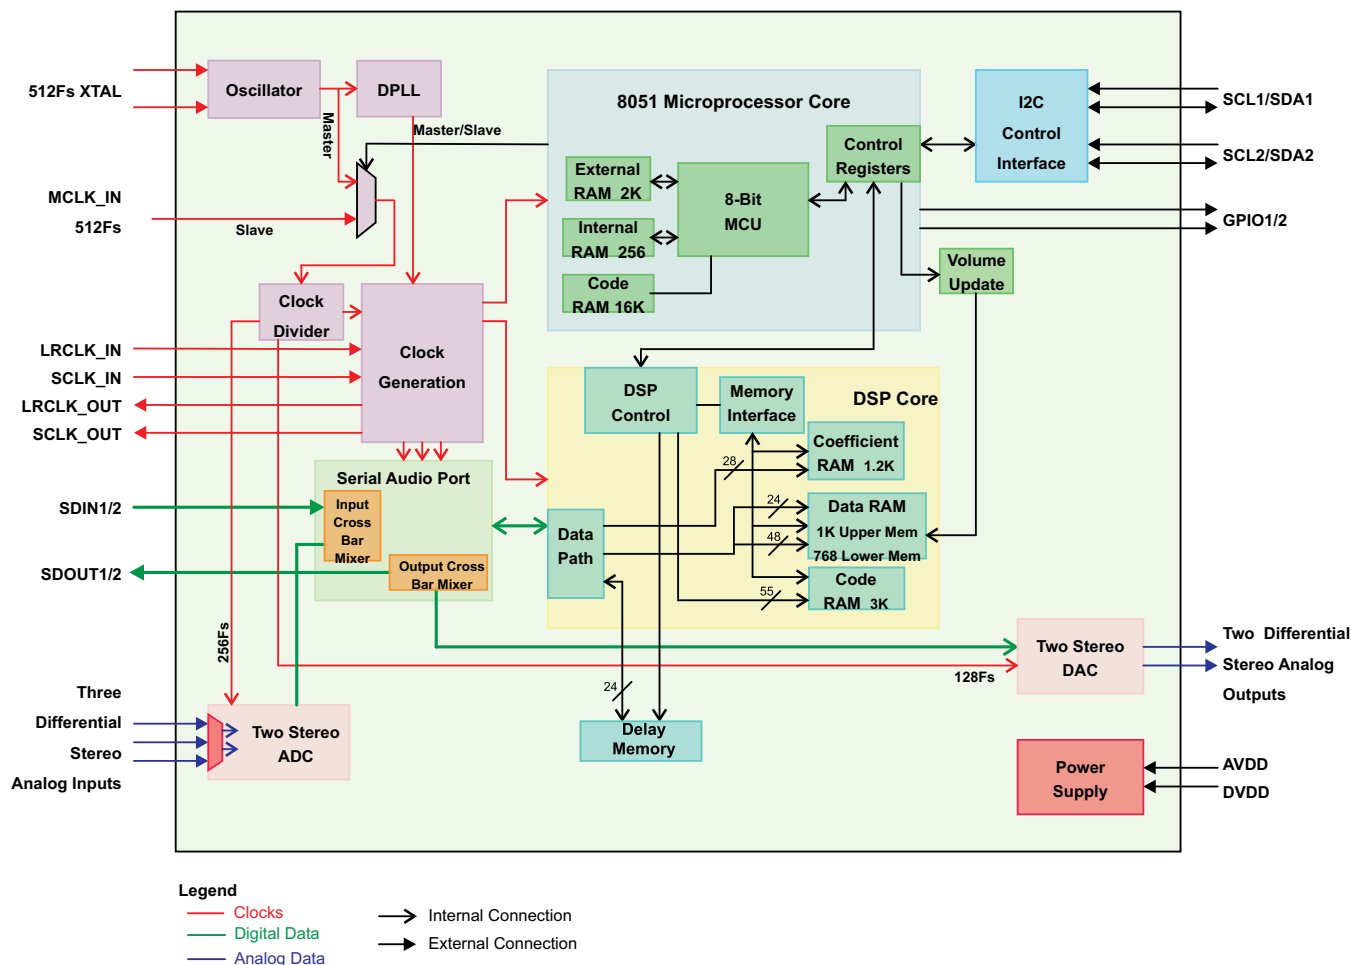 512Fs XTAL
Oscillator
DPLL
Master
Master/Slave
MCLK_IN
512Fs
Slave
8051 Microprocessor Core
External
RAM 2K
Internal
RAM 256
Code
RAM 16K
8-Bit
MCU
Control
Registers
I2C
Control
Interface
SCL1/SDA1
SCL2/SDA2
GPIO1/2
Volume
Update
Clock
Divider
Clock
Generation
LRCLK_IN
SCLK_IN
LRCLK_OUT
SCLK_OUT
DSP Core
DSP
Control
Memory
Interface
Coefficient
RAM 1.2K
28
Data RAM
1K Upper Mem
768 Lower Mem
24
48
Code
RAM 3K
55
Data
Path
Serial Audio Port
Input
Cross
Bar
Mixer
Output Cross
Bar Mixer
SDIN1/2
SDOUT1/2
256Fs
128Fs
24
Delay
Memory
Two Stereo
DAC
Two Differential
Stereo Analog
Outputs
Three
Differential
Stereo
Analog Inputs
Two Stereo
ADC
Power
Supply
AVDD
DVDD
Legend
Clocks
Digital Data
Analog Data
Internal Connection
External Connection